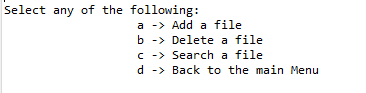 Select any of the following:
a -> Add a file
b -> Delete a file
c -> Search a file
d -> Back to the main Menu